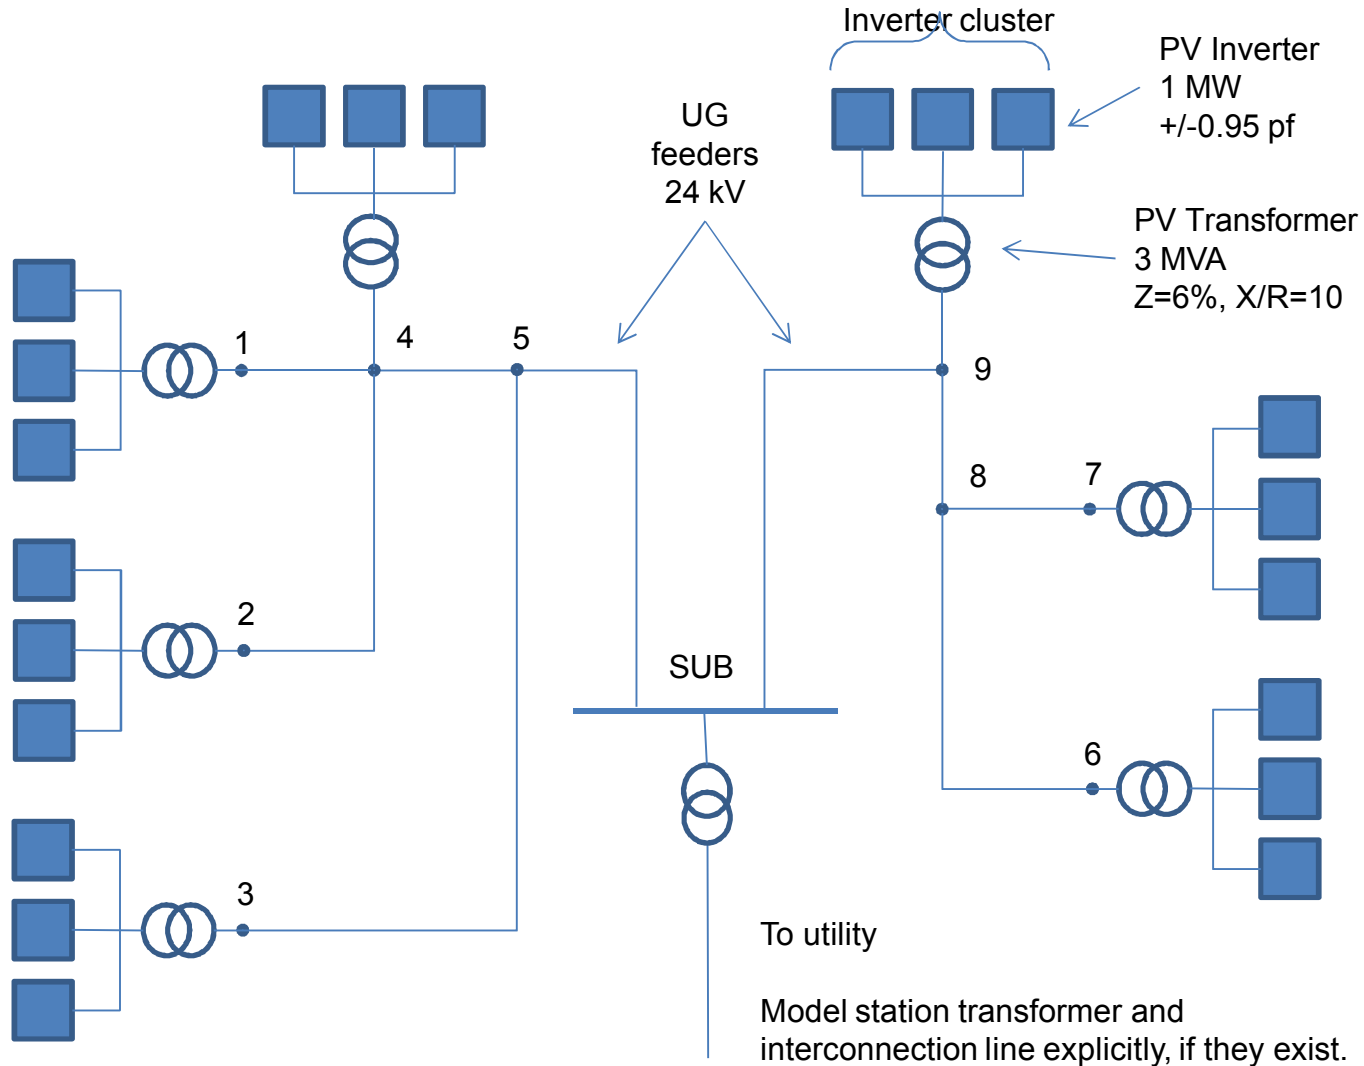 Inverter cluster
PV Inverter
1 MW
+/-0.95 pf
UG
feeders
24 kV
PV Transformer
3 MVA
Z=6%, X/R=10
1
4
5
9
8
7
2
SUB
6
3
To utility
Model station transformer and
interconnection line explicitly, if they exist.